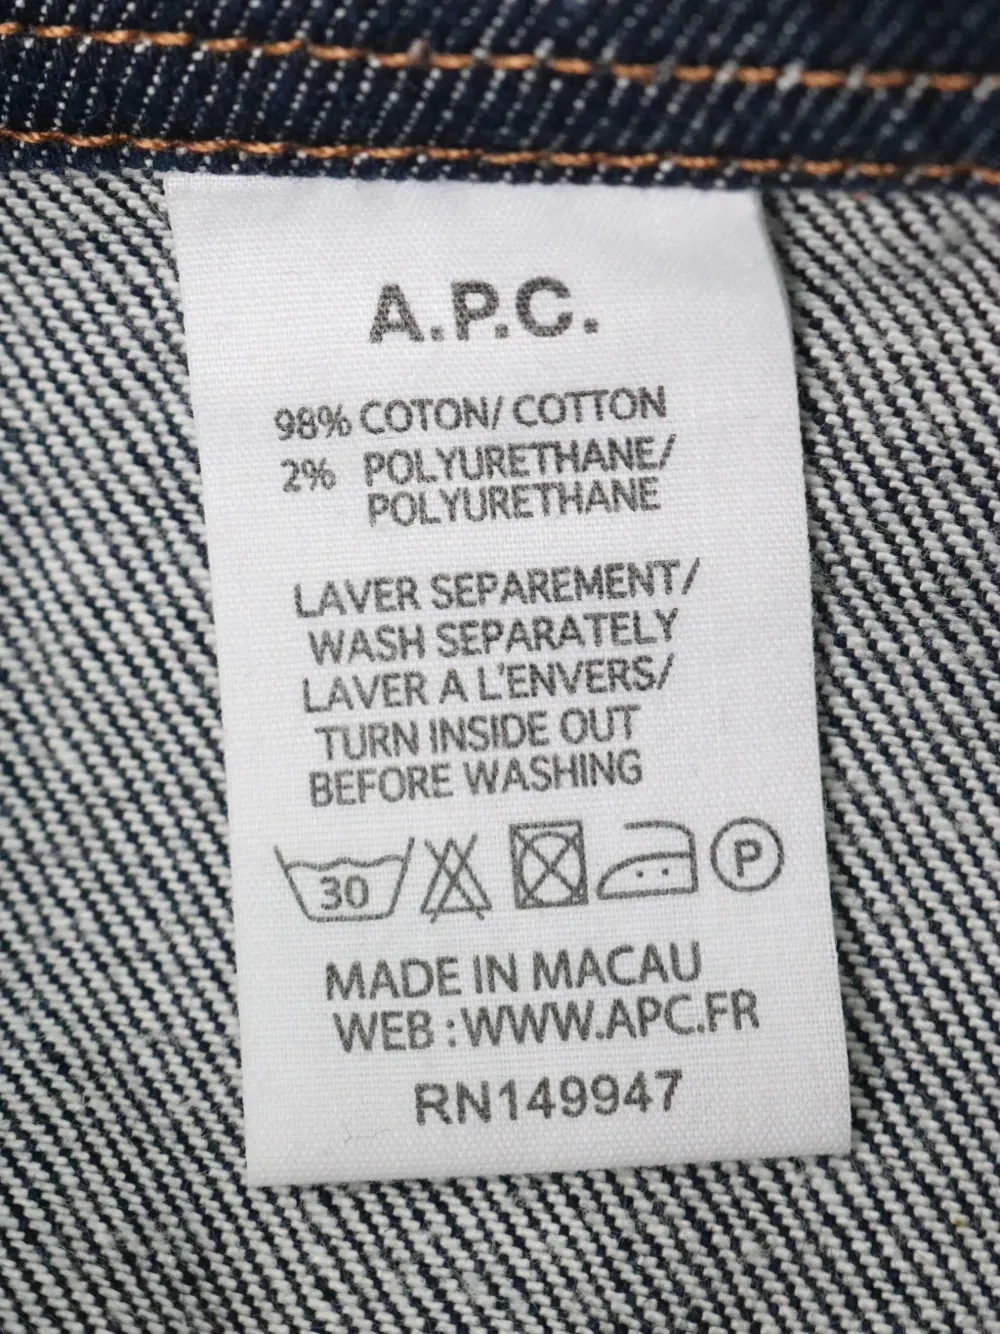 A.P.C.
98% COTON/ COTTON
2% POLYURETHANE/
POLYURETHANE
LAVER SEPAREMENT/
WASH SEPARATELY
LAVER A L'ENVERS/
TURN INSIDE OUT
BEFORE WASHING
30 P
MADE IN MACAU
WEB :WWW.APC.FR
RN149947